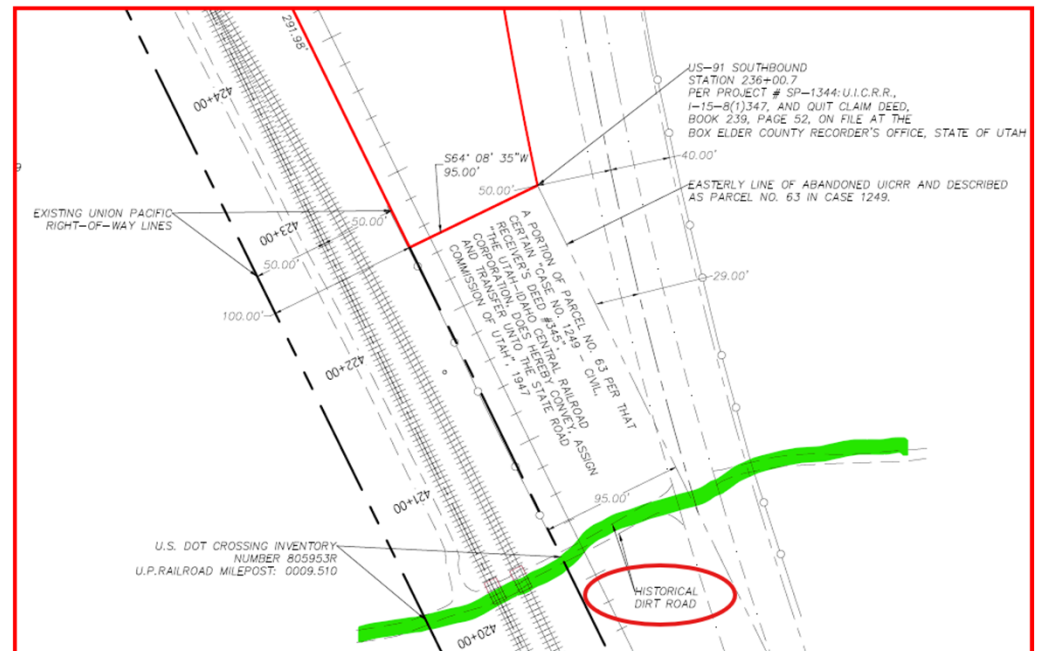 291.98'
424+00
US-91 SOUTHBOUND
STATION 236+00.7
PER PROJECT # SP-1344: U.I.C.R.R.,
I-15-8(1)347, AND QUIT CLAIM DEED,
BOOK 239, PAGE 52, ON FILE AT THE
BOX ELDER COUNTY RECORDER'S OFFICE, STATE OF UTAH
9
S64° 08' 35"W
95.00'
40.00'
50.00'
EASTERLY LINE OF ABANDONED UICRR AND DESCRIBED
AS PARCEL NO. 63 IN CASE 1249.
EXISTING UNION PACIFIC
RIGHT-OF-WAY LINES
50.00'
423+00
50.00'
100.00'
29.00'
A PORTION OF PARCEL NO. 63 PER THAT
CERTAIN "CASE NO. 1249 - CIVIL,
RECEIVER'S DEED #345",
"THE UTAH-IDAHO CENTRAL RAILROAD
CORPORATION, DOES HEREBY CONVEY, ASSIGN
AND TRANSFER UNTO THE STATE ROAD
COMMISSION OF UTAH", 1947
422+00
421+00
95.00'
U.S. DOT CROSSING INVENTORY
NUMBER 805953R
U.P.RAILROAD MILEPOST: 0009.510
HISTORICAL
DIRT ROAD
420+00